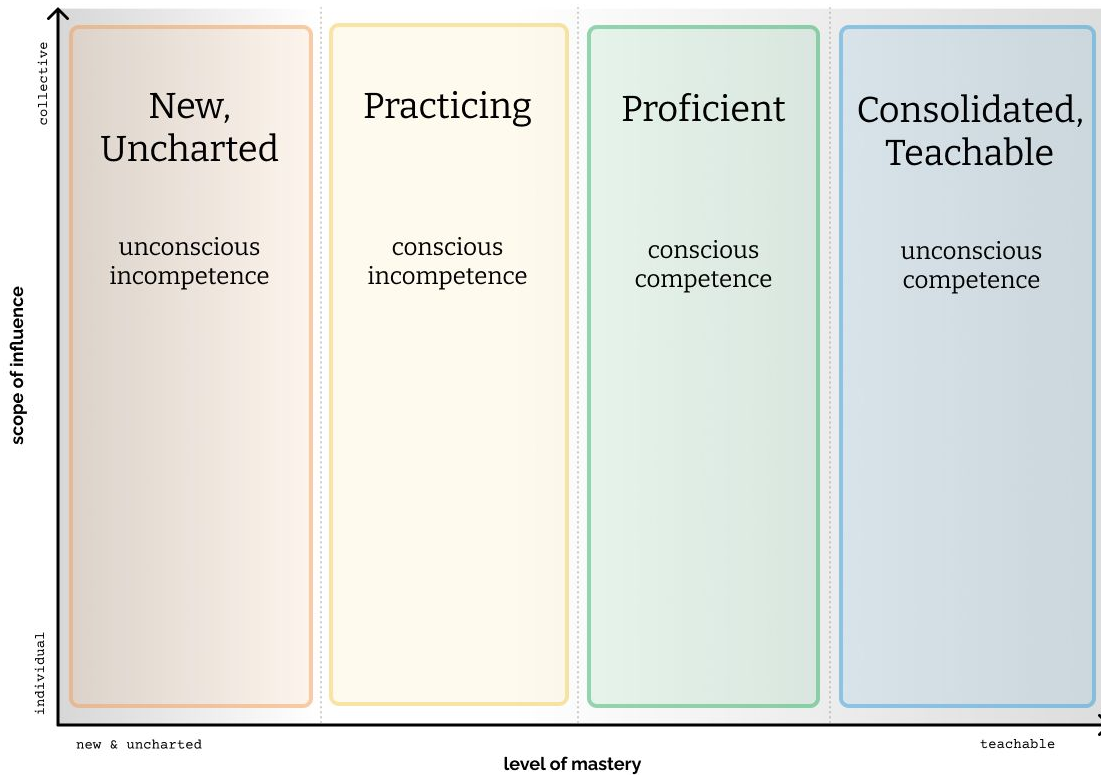 collective
New,
Uncharted
Practicing
Proficient
Consolidated,
Teachable
unconscious
incompetence
conscious
incompetence
conscious
competence
unconscious
competence
scope of influence
individual
new & uncharted
teachable
level of mastery